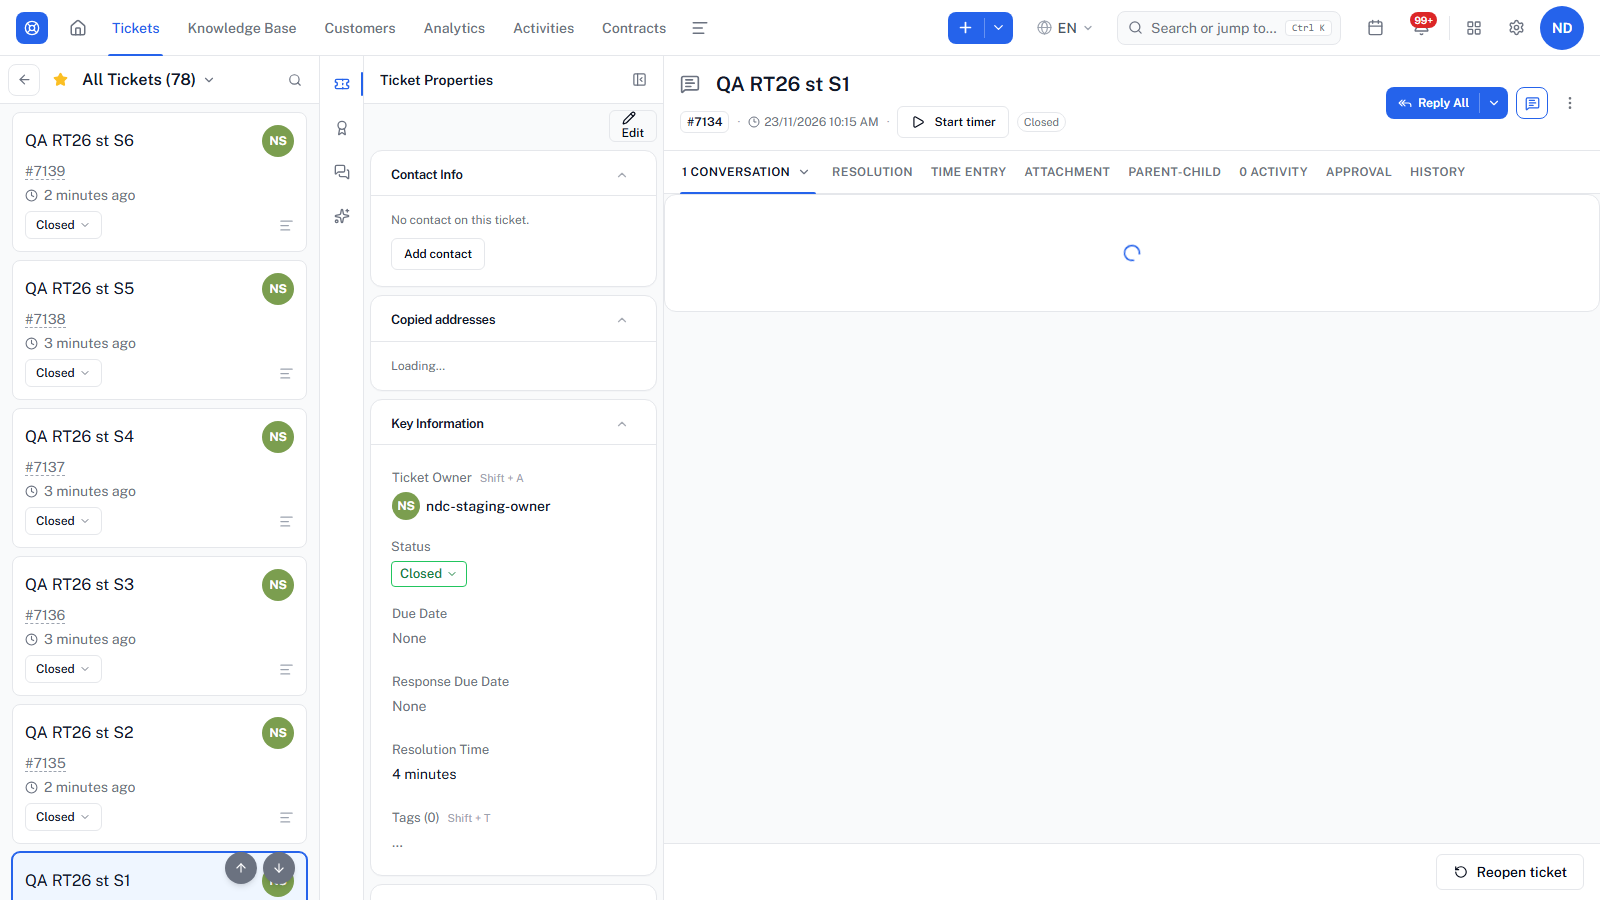 Tickets
Knowledge Base
Customers
Analytics
Activities
Contracts
EN
Search or jump to...
Ctrl K
99+
ND
All Tickets (78)
QA RT26 st S6
NS
#7139
2 minutes ago
Closed
QA RT26 st S5
NS
#7138
3 minutes ago
Closed
QA RT26 st S4
NS
#7137
3 minutes ago
Closed
QA RT26 st S3
NS
#7136
3 minutes ago
Closed
QA RT26 st S2
NS
#7135
2 minutes ago
Closed
QA RT26 st S1
Ticket Properties
Edit
Contact Info
No contact on this ticket.
Add contact
Copied addresses
Loading...
Key Information
Ticket Owner Shift + A
NS ndc-staging-owner
Status
Closed
Due Date
None
Response Due Date
None
Resolution Time
4 minutes
Tags (0) Shift + T
...
QA RT26 st S1
#7134 · 23/11/2026 10:15 AM · Start timer Closed
Reply All
1 CONVERSATION
RESOLUTION
TIME ENTRY
ATTACHMENT
PARENT-CHILD
0 ACTIVITY
APPROVAL
HISTORY
Reopen ticket